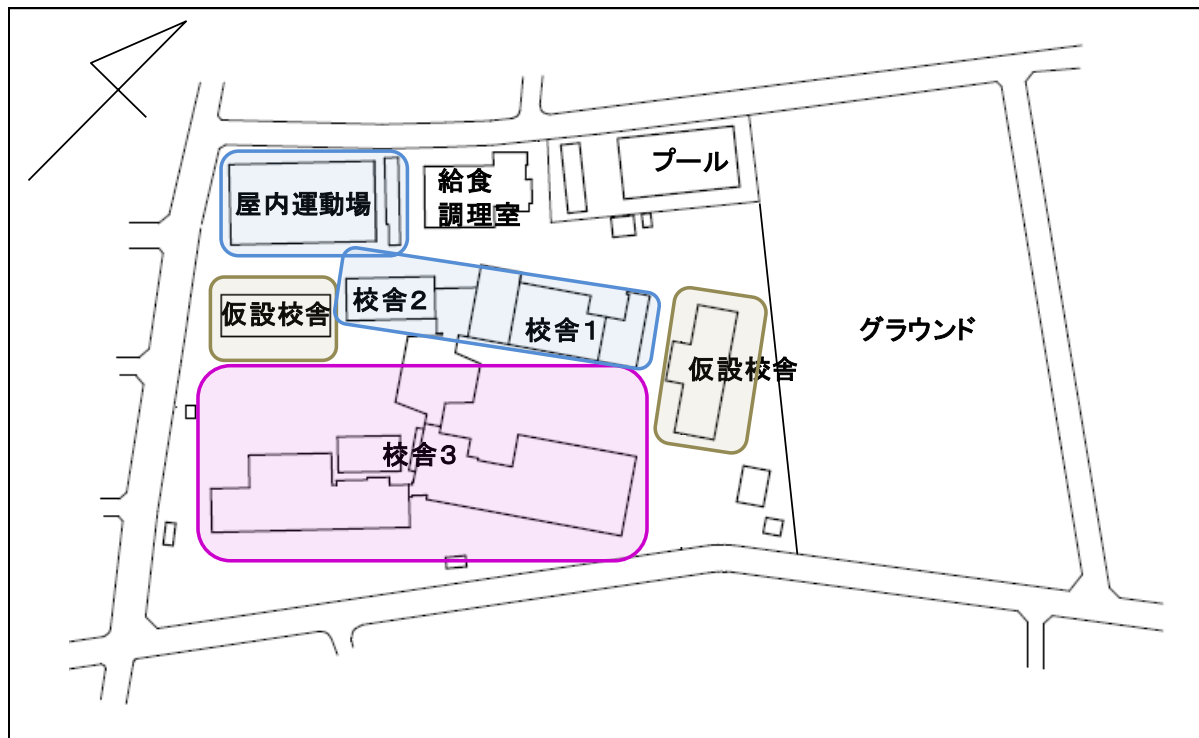 プール
給食
調理室
屋内運動場
校舎２
仮設校舎
校舎１
グラウンド
仮設校舎
校舎３